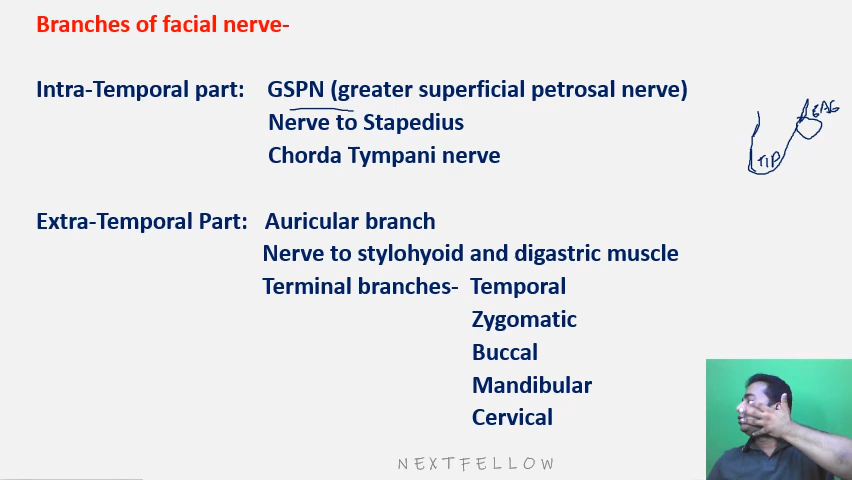 Branches of facial nerve-
Intra-Temporal part: GSPN (greater superficial petrosal nerve)
Nerve to Stapedius
Chorda Tympani nerve
TIP
Extra-Temporal Part: Auricular branch
Nerve to stylohyoid and digastric muscle
Terminal branches- Temporal
Zygomatic
Buccal
Mandibular
Cervical
NEXTFELLOW